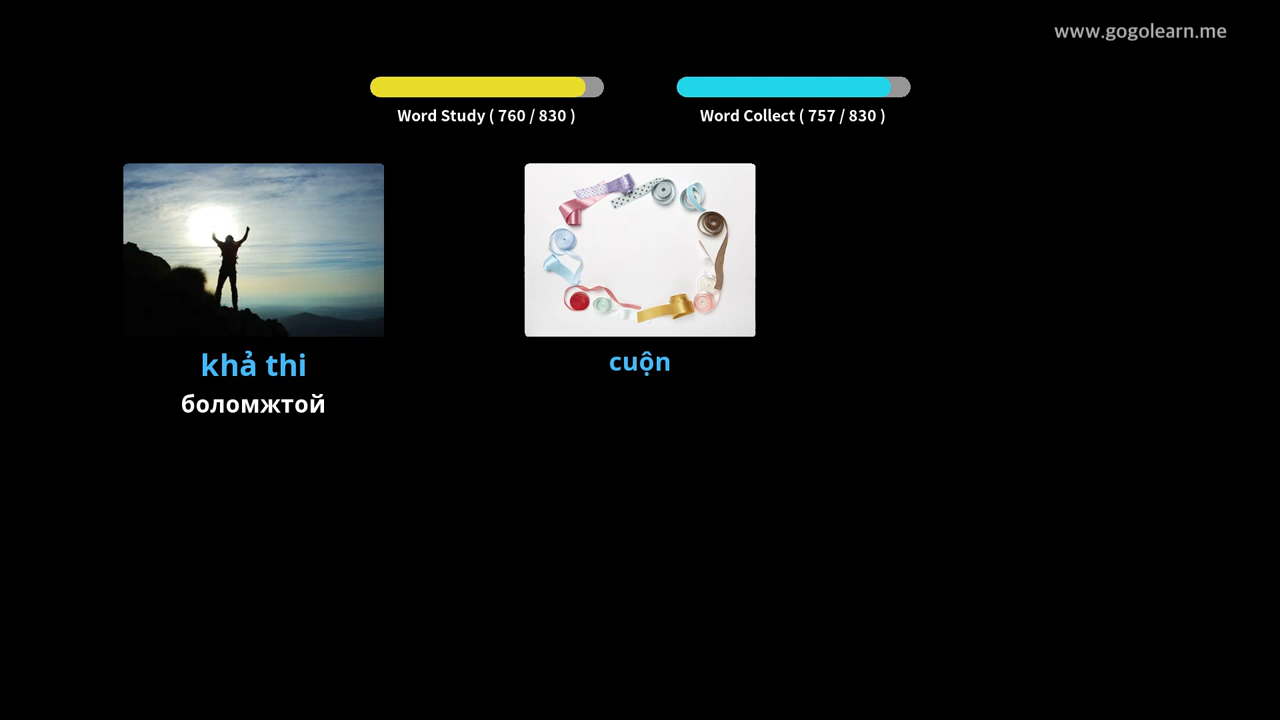 www.gogolearn.me
Word Study ( 760 / 830 )
Word Collect ( 757 / 830 )
khả thi
боломжтой
cuộn